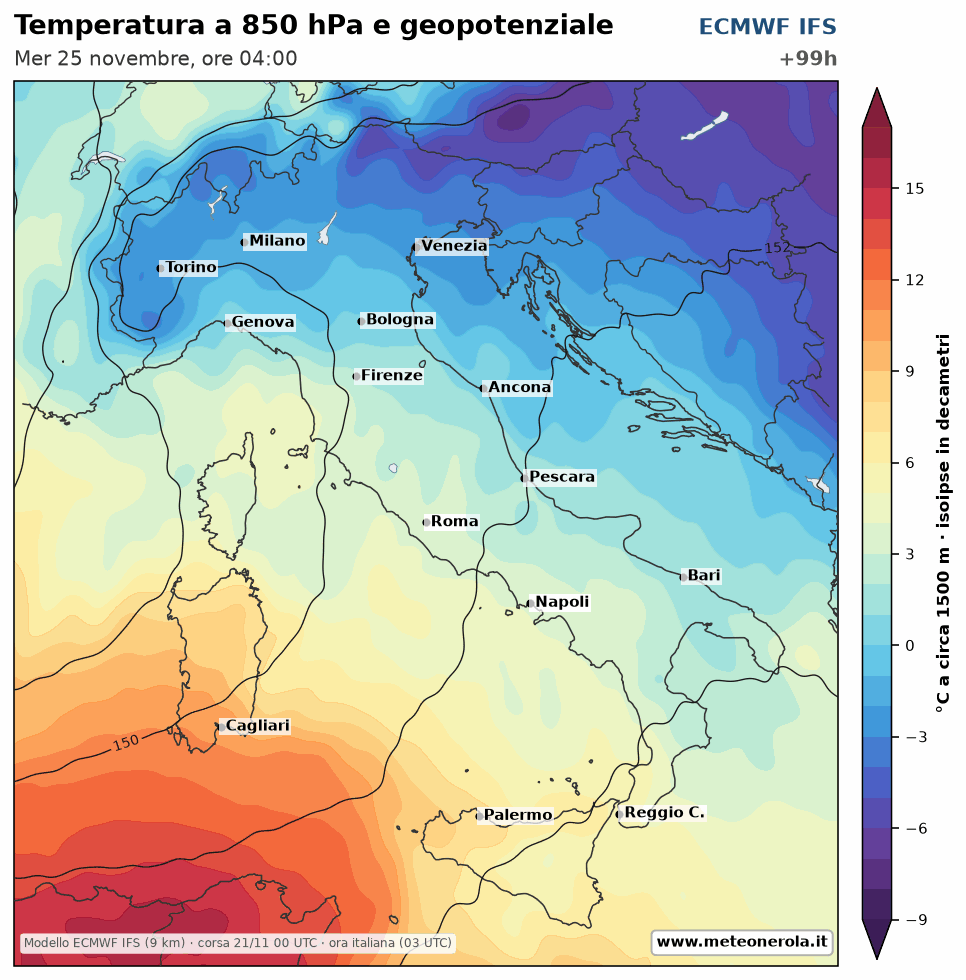 Temperatura a 850 hPa e geopotenziale
ECMWF IFS
Mer 25 novembre, ore 04:00
+99h
Milano
Venezia
152
Torino
Genova
Bologna
Firenze
Ancona
Pescara
Roma
Bari
Napoli
Cagliari
150
Palermo
Reggio C.
15
12
9
6
3
0
−3
−6
−9
°C a circa 1500 m · isoipse in decametri
Modello ECMWF IFS (9 km) · corsa 21/11 00 UTC · ora italiana (03 UTC)
www.meteonerola.it